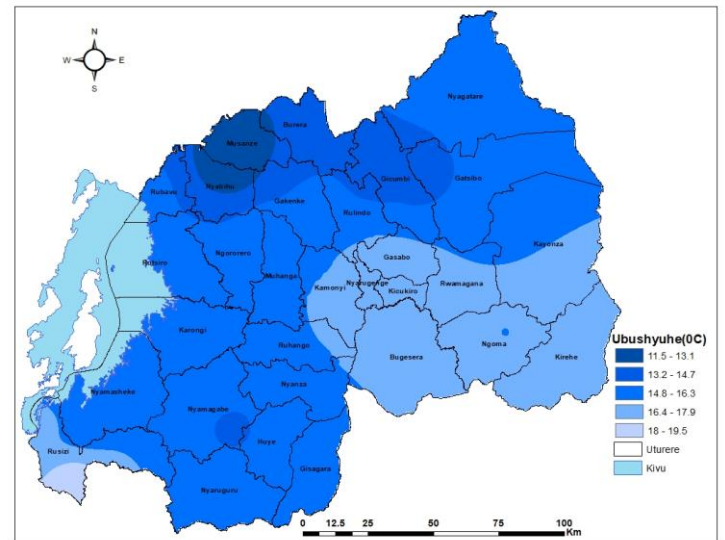 N
W E
S
Nyagatare
Burera
Musanze
Gicumbi
Gatsibo
Nyabihu
Rubavu
Gakenke
Rulindo
Kayonza
Rutsiro
Ngororero
Gasabo
Muhanga
Kamonyi
Nyarugenge
Kicukiro
Rwamagana
Karongi
Ruhango
Bugesera
Ngoma
Kirehe
Nyamasheke
Nyanza
Nyamagabe
Huye
Rusizi
Gisagara
Nyaruguru
Ubushyuhe(0C)
11.5 - 13.1
13.2 - 14.7
14.8 - 16.3
16.4 - 17.9
18 - 19.5
Uturere
Kivu
0 12.5 25 50 75 100
Km